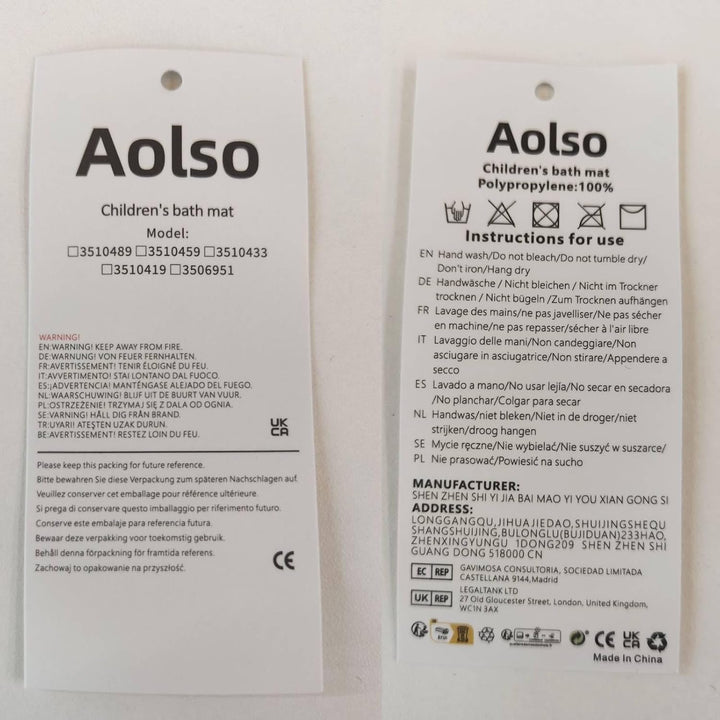 Aolso
Children's bath mat
Model:
□3510489 □3510459 □3510433
□3510419 □3506951
WARNING!
EN:WARNING! KEEP AWAY FROM FIRE.
DE:WARNUNG! VON FEUER FERNHALTEN.
FR:AVERTISSEMENT! TENIR ÉLOIGNÉ DU FEU.
IT:AVVERTIMENTO! STAI LONTANO DAL FUOCO.
ES:¡ADVERTENCIA! MANTÉNGASE ALEJADO DEL FUEGO.
NL:WAARSCHUWING! BLIJF UIT DE BUURT VAN VUUR.
PL:OSTRZEŻENIE! TRZYMAJ SIĘ Z DALA OD OGNIA.
SE:VARNING! HÅLL DIG FRÅN BRAND.
TR:UYARI! ATEŞTEN UZAK DURUN.
BE:AVERTISSEMENT! RESTEZ LOIN DU FEU.
UK
CA
Please keep this packing for future reference.
Bitte bewahren Sie diese Verpackung zum späteren Nachschlagen auf.
Veuillez conserver cet emballage pour référence ultérieure.
Si prega di conservare questo imballaggio per riferimento futuro.
Conserve este embalaje para referencia futura.
Bewaar deze verpakking voor toekomstig gebruik.
Behåll denna förpackning för framtida referens.
Zachowaj to opakowanie na przyszłość.
CE
Aolso
Children's bath mat
Polypropylene:100%
Instructions for use
EN Hand wash/Do not bleach/Do not tumble dry/
Don't iron/Hang dry
DE Handwäsche / Nicht bleichen / Nicht im Trockner
trocknen / Nicht bügeln /Zum Trocknen aufhängen
FR Lavage des mains/ne pas javelliser/Ne pas sécher
en machine/ne pas repasser/sécher à l'air libre
IT Lavaggio delle mani/Non candeggiare/Non
asciugare in asciugatrice/Non stirare/Appendere a
secco
ES Lavado a mano/No usar lejía/No secar en secadora
/No planchar/Colgar para secar
NL Handwas/niet bleken/Niet in de droger/niet
strijken/droog hangen
SE Mycie ręczne/Nie wybielać/Nie suszyć w suszarce/
PL Nie prasować/Powiesić na sucho
MANUFACTURER:
SHEN ZHEN SHI YI JIA BAI MAO YI YOU XIAN GONG SI
ADDRESS:
LONGGANGQU,JIHUAJIEDAO,SHUIJINGSHEQU
SHANGSHUIJING,BULONGLU(BUJIDUAN)233HAO,
ZHENXINGYUNGU 1DONG209 SHEN ZHEN SHI
GUANG DONG 518000 CN
EC REP GAVIMOSA CONSULTORIA, SOCIEDAD LIMITADA
CASTELLANA 9144,Madrid
UK REP LEGALTANK LTD
27 Old Gloucester Street, London, United Kingdom,
WC1N 3AX
CE UK
CA
Made In China